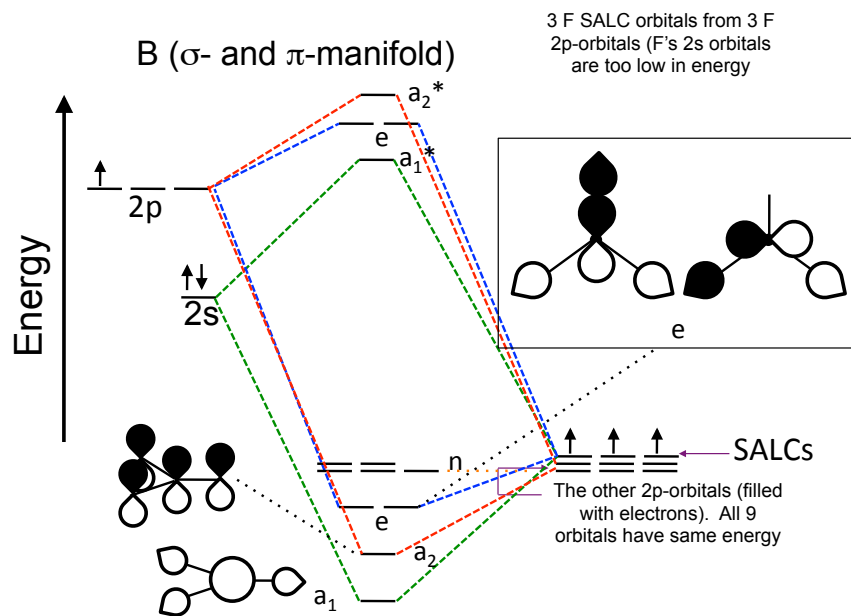 3 F SALC orbitals from 3 F
2p-orbitals (F's 2s orbitals
are too low in energy
B (σ- and π-manifold)
a₂*
e
a₁*
2p
2s
Energy
e
n
SALCs
The other 2p-orbitals (filled
with electrons). All 9
orbitals have same energy
e
a₂
a₁